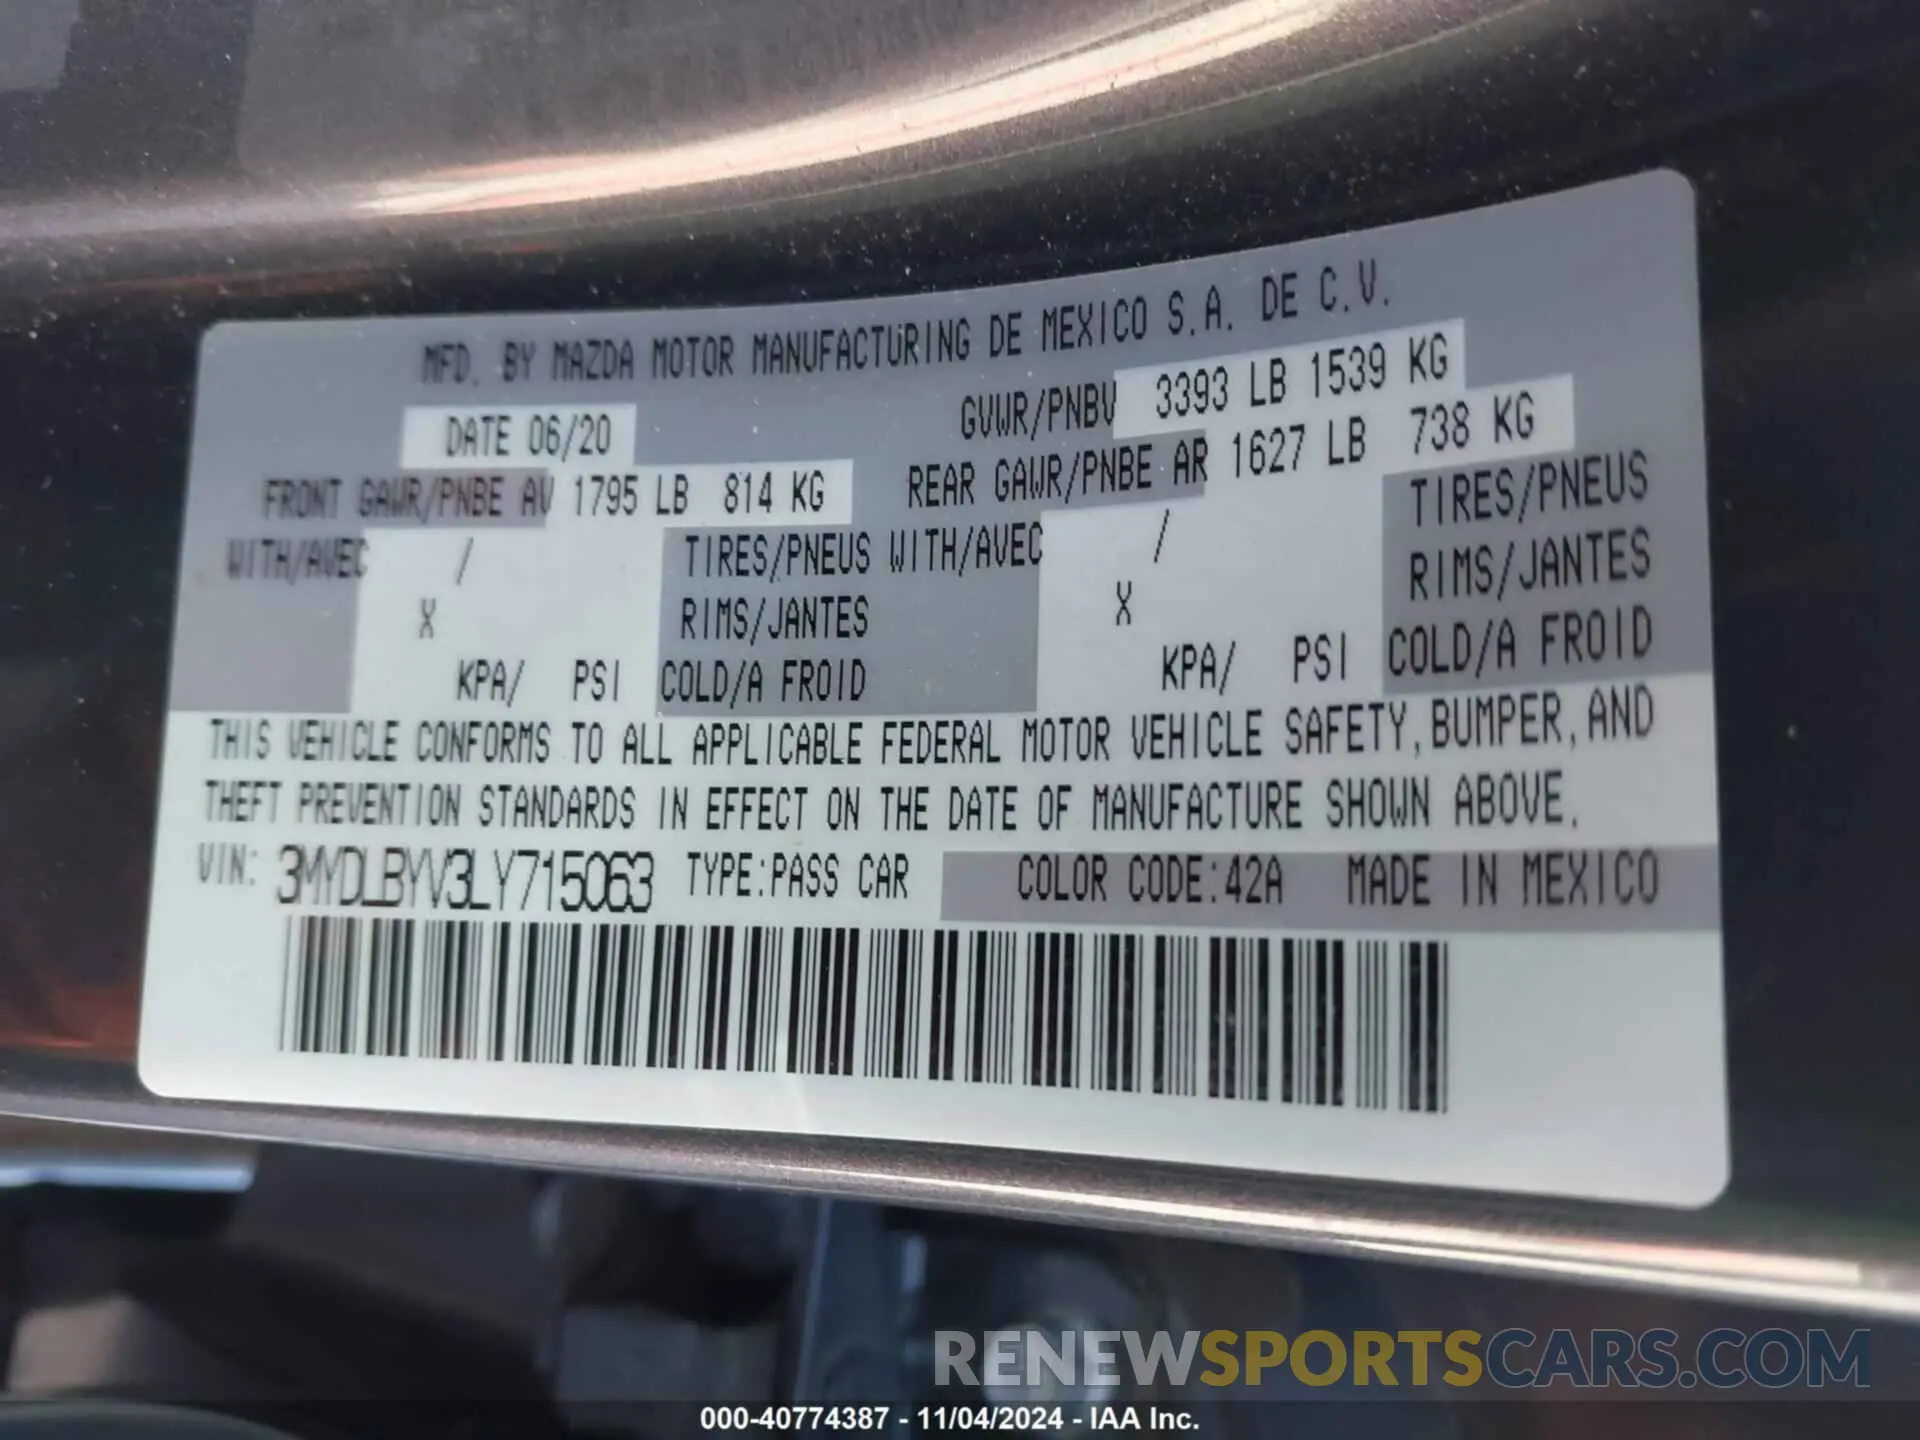 MFD. BY MAZDA MOTOR MANUFACTURING DE MEXICO S.A. DE C.V.
DATE 06/20 GVWR/PNBV 3393 LB 1539 KG
FRONT GAWR/PNBE AV 1795 LB 814 KG REAR GAWR/PNBE AR 1627 LB 738 KG
WITH/AVEC / TIRES/PNEUS WITH/AVEC / TIRES/PNEUS
X RIMS/JANTES X RIMS/JANTES
KPA/ PSI COLD/A FROID KPA/ PSI COLD/A FROID
THIS VEHICLE CONFORMS TO ALL APPLICABLE FEDERAL MOTOR VEHICLE SAFETY, BUMPER, AND
THEFT PREVENTION STANDARDS IN EFFECT ON THE DATE OF MANUFACTURE SHOWN ABOVE.
VIN: 3MYDLBYV3LY715063 TYPE:PASS CAR COLOR CODE:42A MADE IN MEXICO
RENEWSPORTSCARS.COM
000-40774387 - 11/04/2024 - IAA Inc.